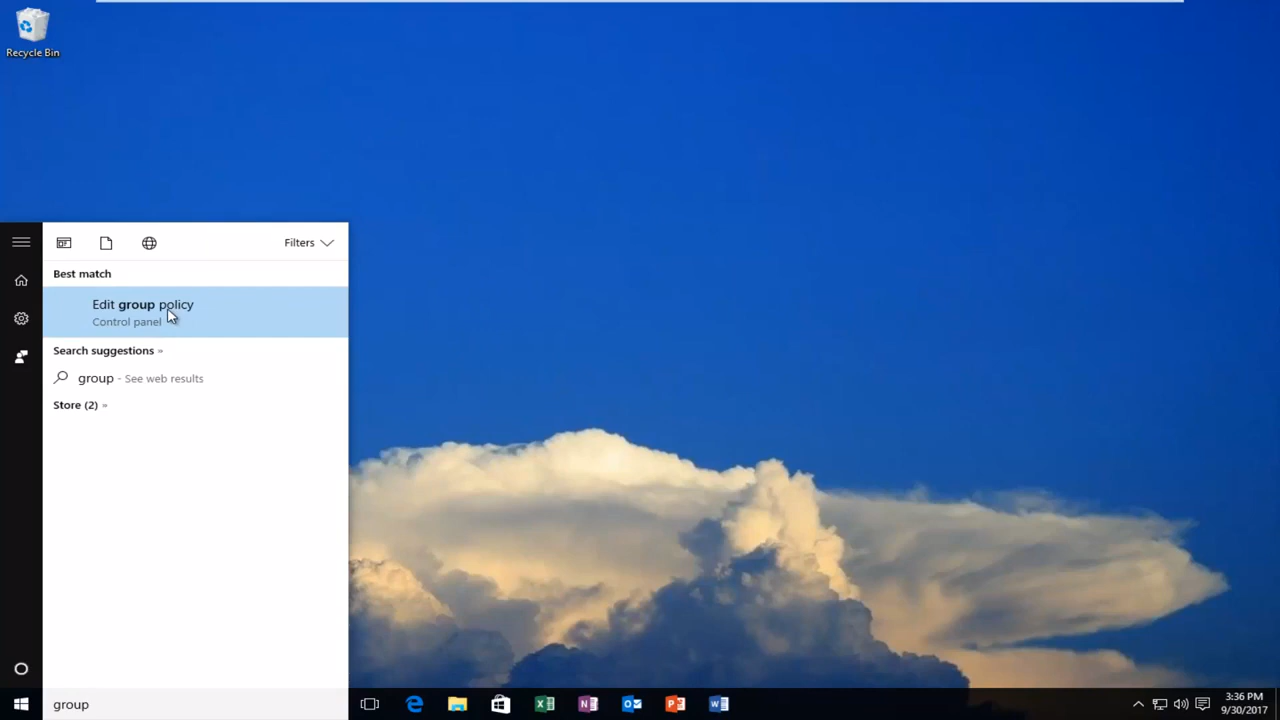 Recycle Bin
Filters
Best match
Edit group policy
Control panel
Search suggestions »
group - See web results
Store (2) »
group
3:36 PM
9/30/2017